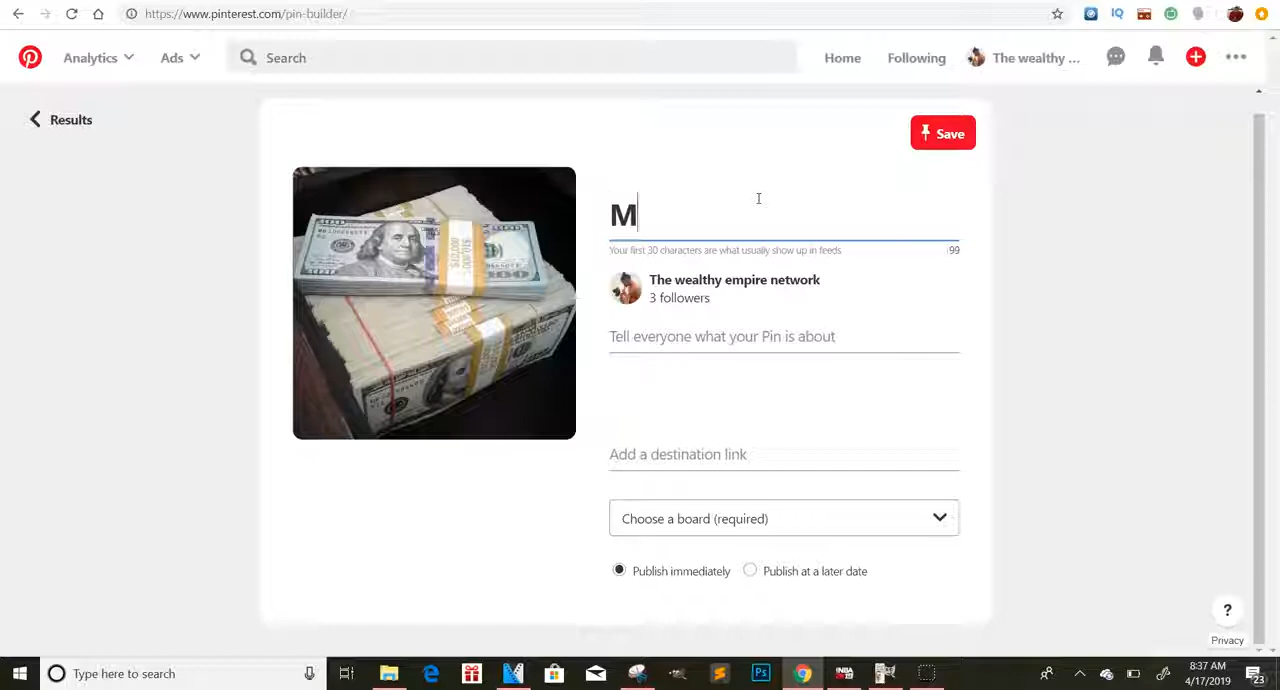 https://www.pinterest.com/pin-builder/
Analytics
Ads
Search
Home
Following
The wealthy ...
Results
Save
M
Your first 30 characters are what usually show up in feeds
99
The wealthy empire network
3 followers
Tell everyone what your Pin is about
Add a destination link
Choose a board (required)
Publish immediately
Publish at a later date
?
Privacy
Type here to search
8:37 AM
4/17/2019
23